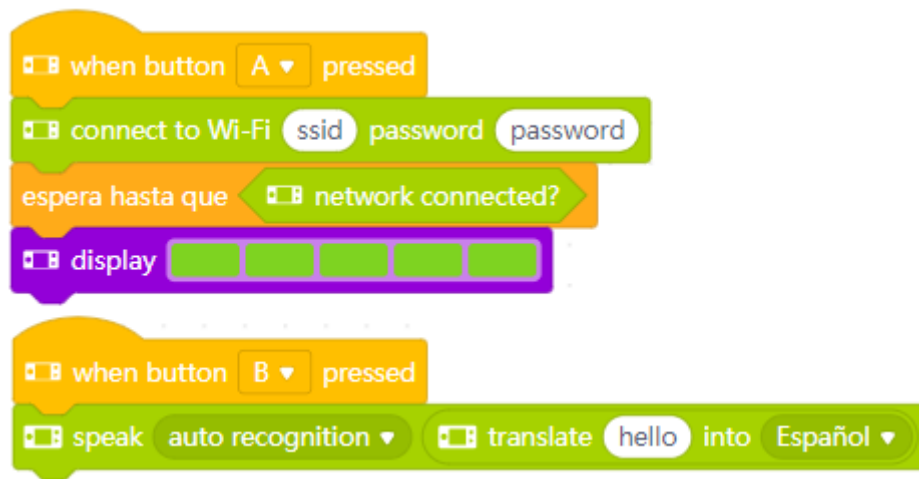 when button A pressed
connect to Wi-Fi ssid password password
espera hasta que network connected?
display
when button B pressed
speak auto recognition translate hello into Español